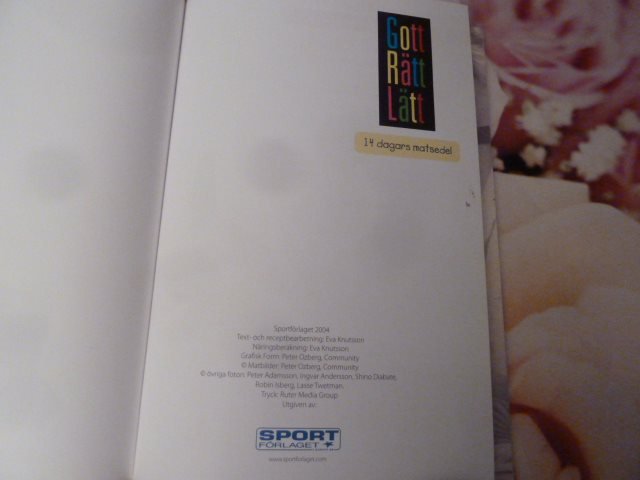 Gott
Rätt
Lätt
14 dagars matsedel
Sportförlaget 2004
Text- och receptbearbetning: Eva Knutsson
Näringsberäkning: Eva Knutsson
Grafisk Form: Peter Ozberg, Community
© Matbilder: Peter Ozberg, Community
© övriga foton: Peter Adamsson, Ingvar Andersson, Shino Diabate,
Robin Isberg, Lasse Twetman.
Tryck: Ruter Media Group
Utgiven av:
SPORT
FÖRLAGET
www.sportforlaget.com